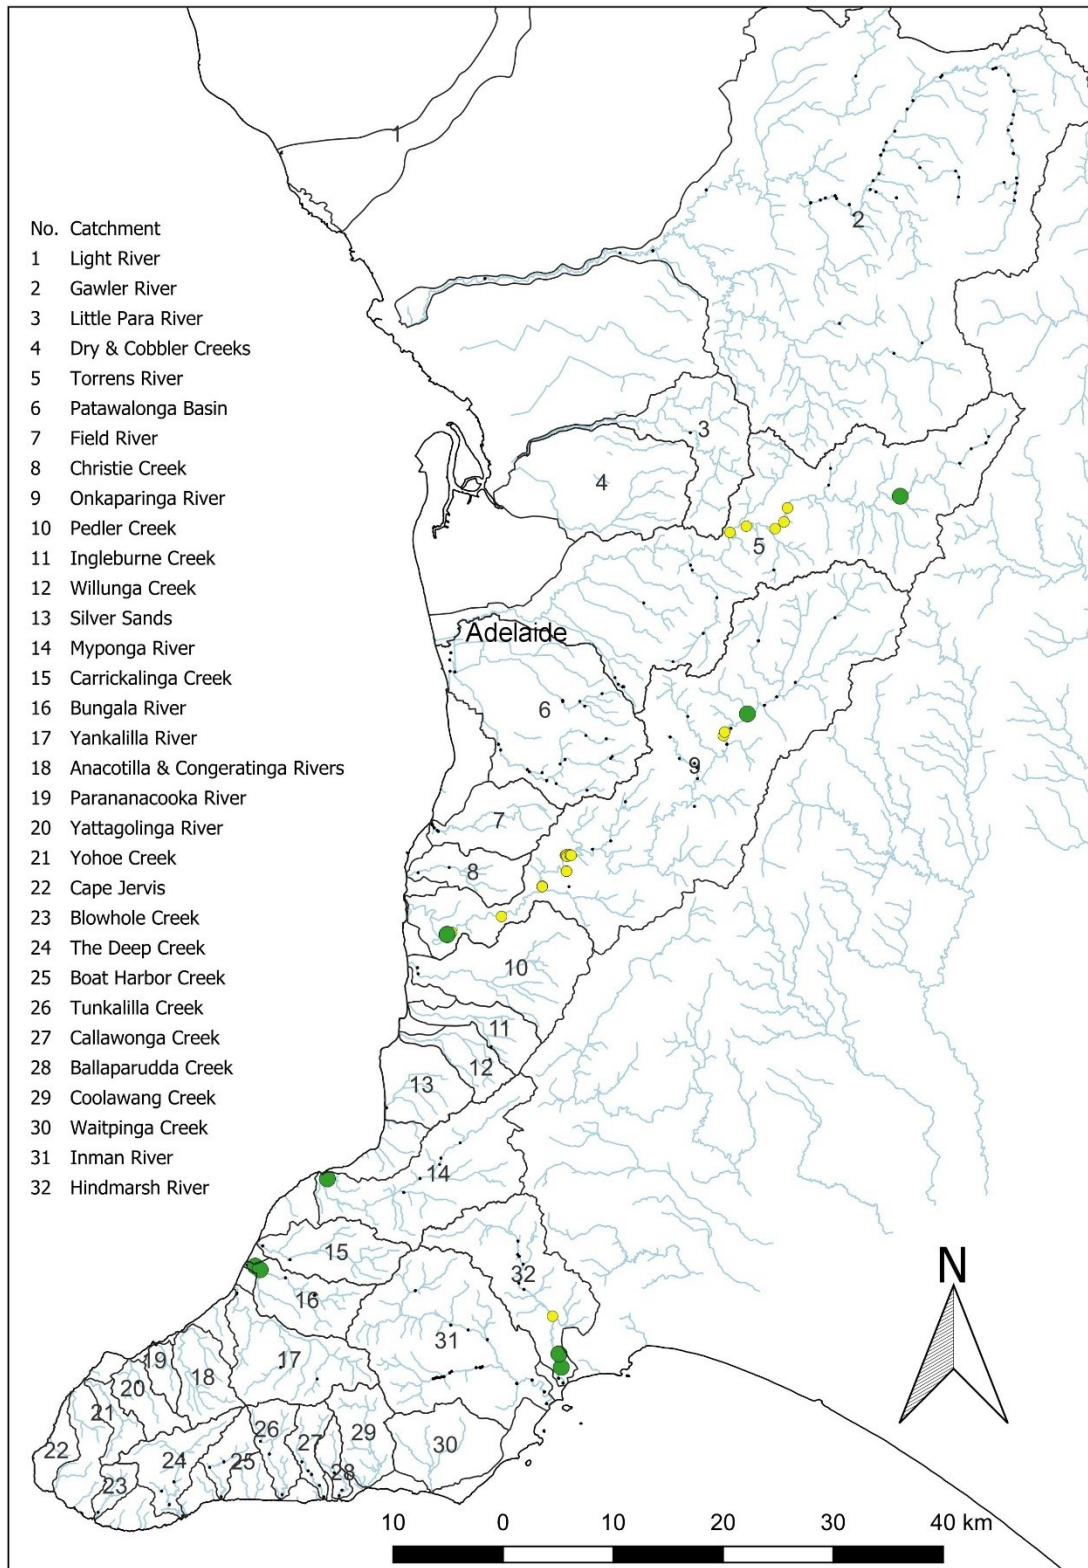 1
2
No. Catchment
1 Light River
2 Gawler River
3 Little Para River
4 Dry & Cobbler Creeks
5 Torrens River
6 Patawalonga Basin
7 Field River
8 Christie Creek
9 Onkaparinga River
10 Pedler Creek
11 Ingleburne Creek
12 Willunga Creek
13 Silver Sands
14 Myponga River
15 Carrickalinga Creek
16 Bungala River
17 Yankalilla River
18 Anacotilla & Congeratinga Rivers
19 Parananacooka River
20 Yattagolinga River
21 Yohoe Creek
22 Cape Jervis
23 Blowhole Creek
24 The Deep Creek
25 Boat Harbor Creek
26 Tunkalilla Creek
27 Callawonga Creek
28 Ballaparudda Creek
29 Coolawang Creek
30 Waitpinga Creek
31 Inman River
32 Hindmarsh River
3
4
5
Adelaide
6
9
7
8
10
11
12
13
14
15
32
16
31
17
19
18
20
21
22
26
27
29
28
30
24
25
23
N
10 0 10 20 30 40 km